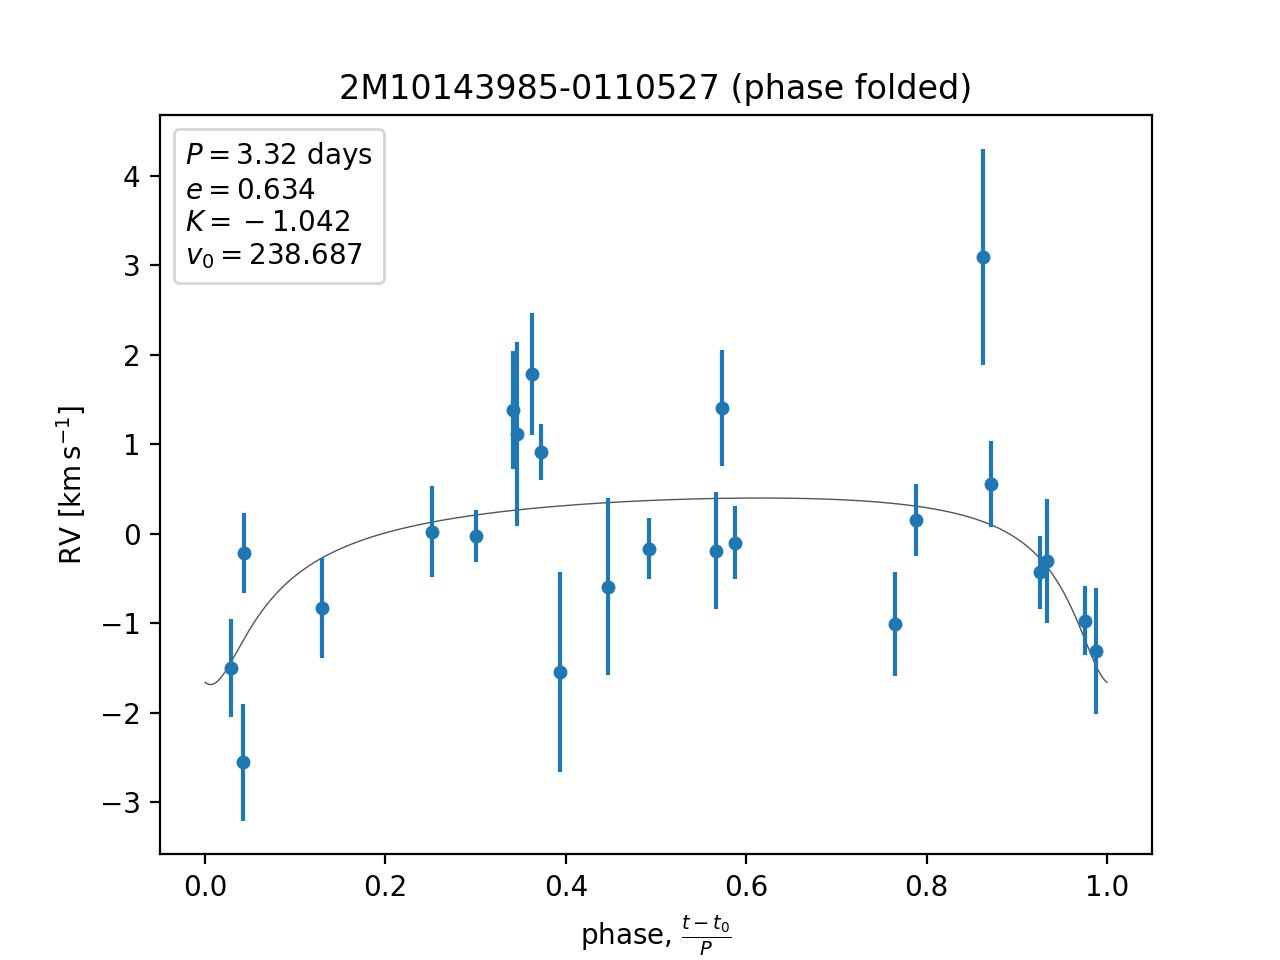 2M10143985-0110527 (phase folded)
P = 3.32 days
e = 0.634
K = −1.042
v₀ = 238.687
4
3
2
1
0
−1
−2
−3
RV [km s⁻¹]
0.0 0.2 0.4 0.6 0.8 1.0
phase, (t − t₀)/P